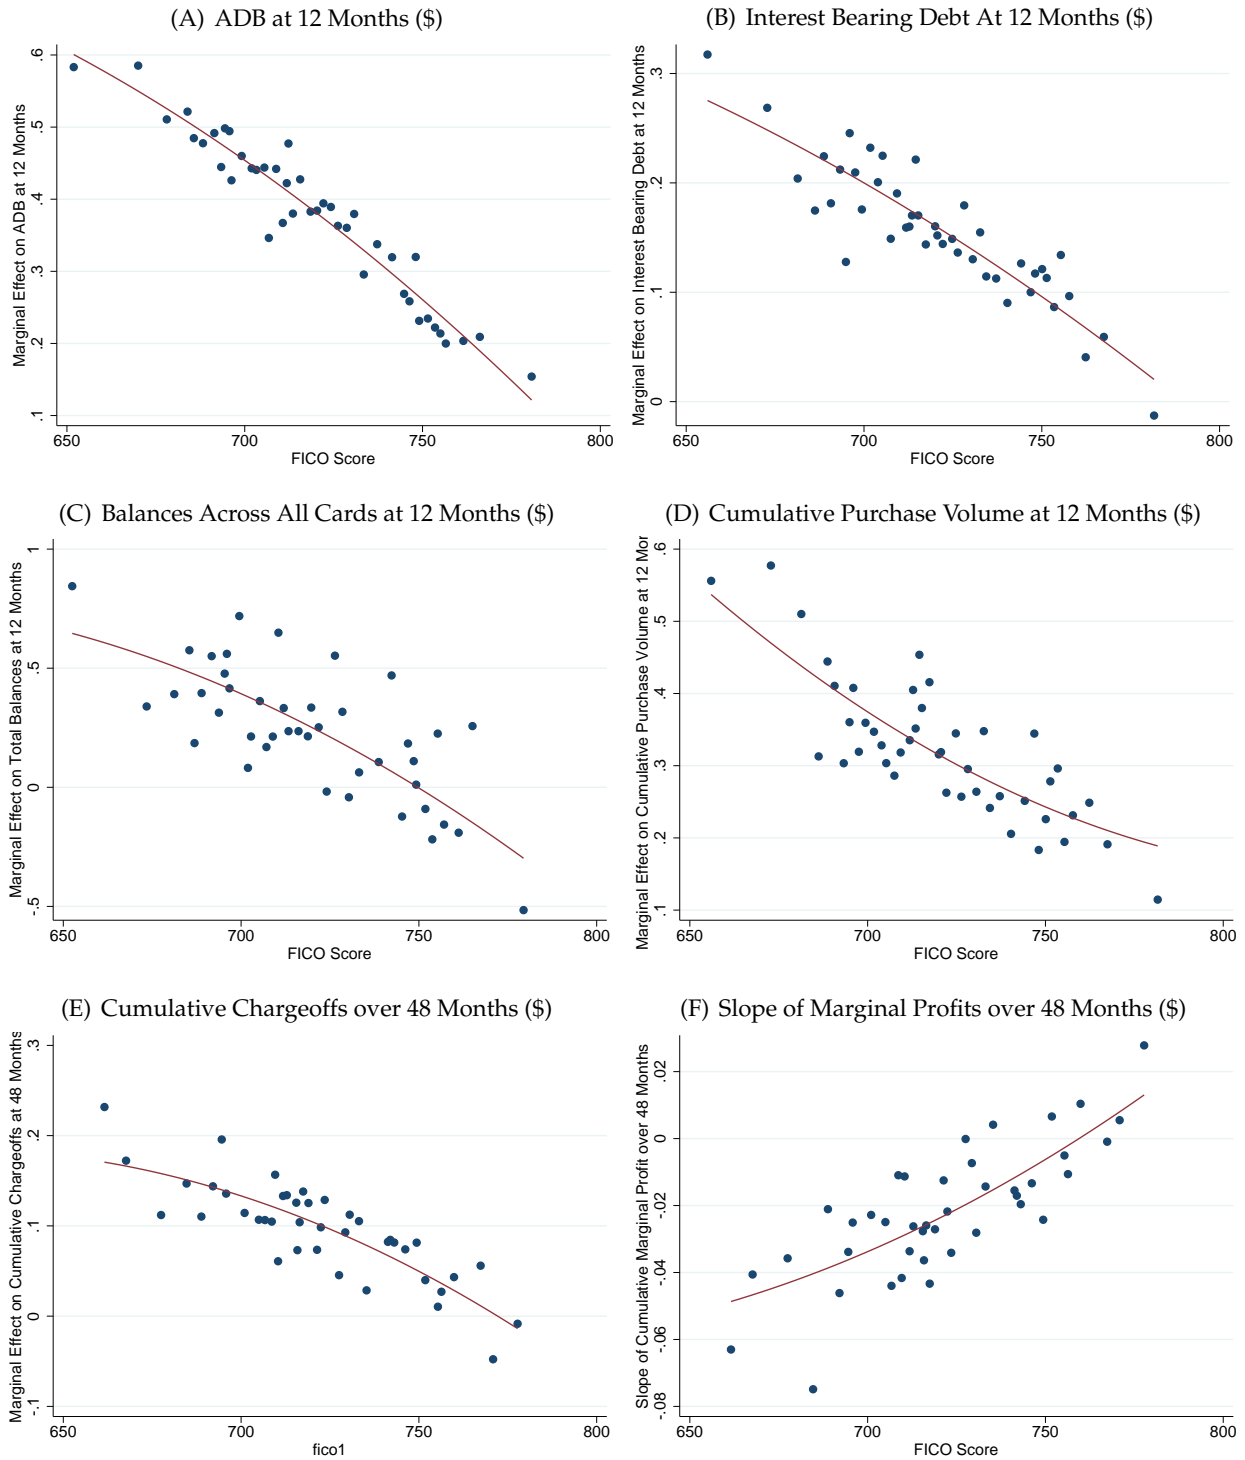 (A) ADB at 12 Months ($)
Marginal Effect on ADB at 12 Months
.6
.5
.4
.3
.2
.1
650 700 750 800
FICO Score
(B) Interest Bearing Debt At 12 Months ($)
Marginal Effect on Interest Bearing Debt at 12 Months
.3
.2
.1
0
650 700 750 800
FICO Score
(C) Balances Across All Cards at 12 Months ($)
Marginal Effect on Total Balances at 12 Months
1
.5
0
-.5
650 700 750 800
FICO Score
(D) Cumulative Purchase Volume at 12 Months ($)
Marginal Effect on Cumulative Purchase Volume at 12 Mor
.6
.5
.4
.3
.2
.1
650 700 750 800
FICO Score
(E) Cumulative Chargeoffs over 48 Months ($)
Marginal Effect on Cumulative Chargeoffs at 48 Months
.3
.2
.1
0
-.1
650 700 750 800
fico1
(F) Slope of Marginal Profits over 48 Months ($)
Slope of Cumulative Marginal Profit over 48 Months
.02
0
-.02
-.04
-.06
-.08
650 700 750 800
FICO Score